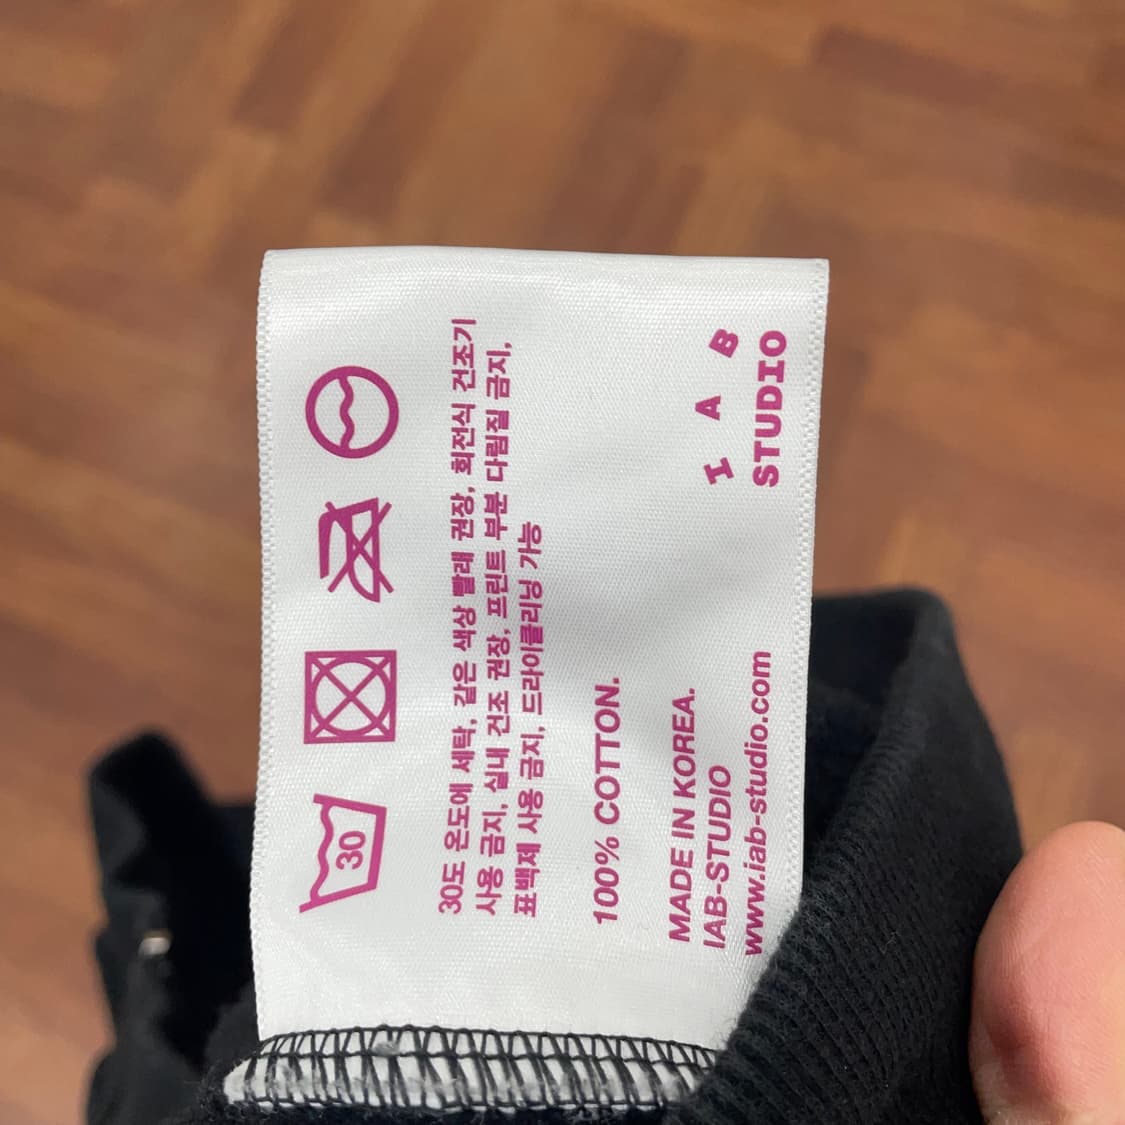 30
30도 온도에 세탁, 같은 색상 빨래 권장, 회전식 건조기
사용 금지, 실내 건조 권장, 프린트 부분 다림질 금지,
표백제 사용 금지, 드라이클리닝 가능
100% COTTON.
MADE IN KOREA.
IAB-STUDIO
www.iab-studio.com
I A B
STUDIO